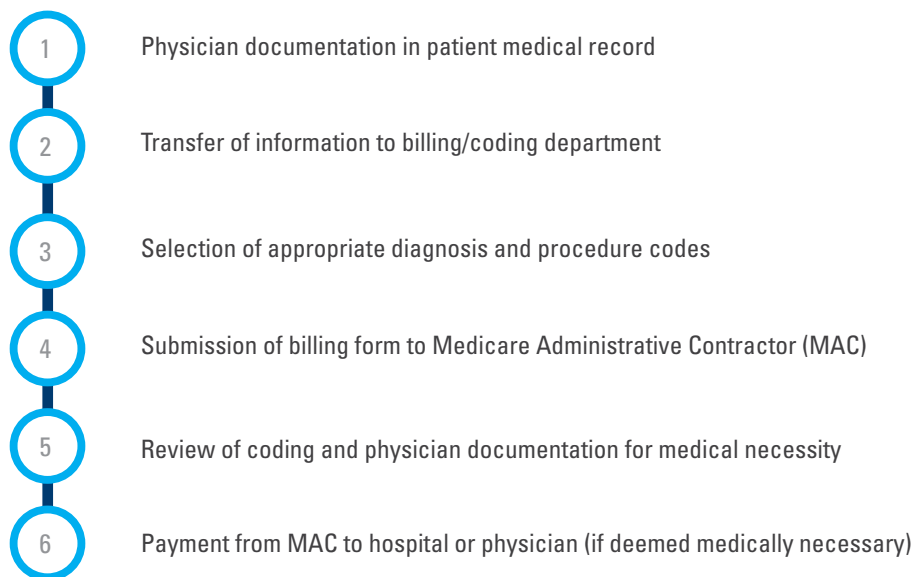 1 Physician documentation in patient medical record
2 Transfer of information to billing/coding department
3 Selection of appropriate diagnosis and procedure codes
4 Submission of billing form to Medicare Administrative Contractor (MAC)
5 Review of coding and physician documentation for medical necessity
6 Payment from MAC to hospital or physician (if deemed medically necessary)